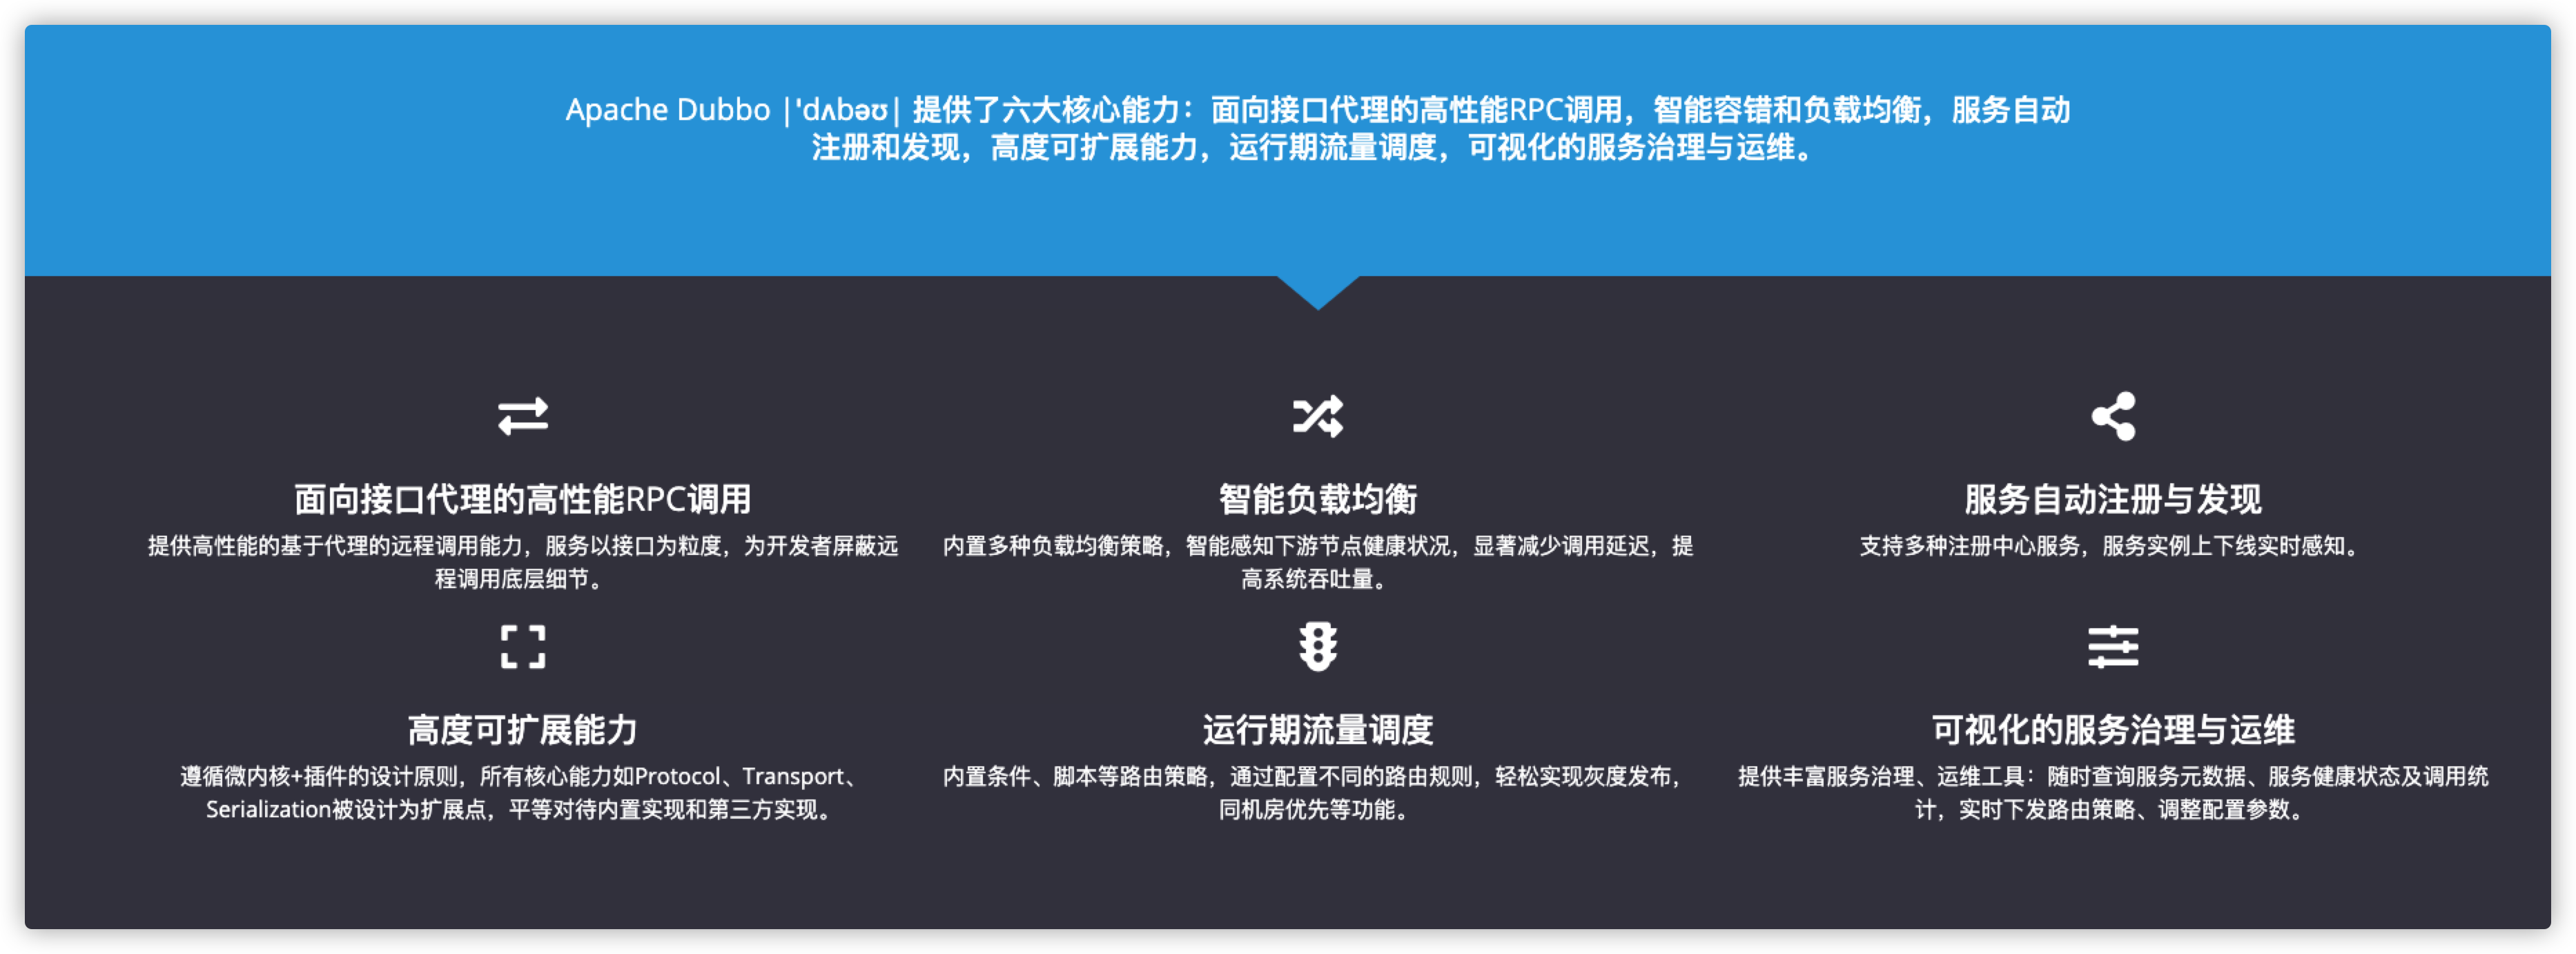 Apache Dubbo |ˈdʌbəʊ| 提供了六大核心能力：面向接口代理的高性能RPC调用，智能容错和负载均衡，服务自动
注册和发现，高度可扩展能力，运行期流量调度，可视化的服务治理与运维。
面向接口代理的高性能RPC调用
提供高性能的基于代理的远程调用能力，服务以接口为粒度，为开发者屏蔽远
程调用底层细节。
智能负载均衡
内置多种负载均衡策略，智能感知下游节点健康状况，显著减少调用延迟，提
高系统吞吐量。
服务自动注册与发现
支持多种注册中心服务，服务实例上下线实时感知。
高度可扩展能力
遵循微内核+插件的设计原则，所有核心能力如Protocol、Transport、
Serialization被设计为扩展点，平等对待内置实现和第三方实现。
运行期流量调度
内置条件、脚本等路由策略，通过配置不同的路由规则，轻松实现灰度发布，
同机房优先等功能。
可视化的服务治理与运维
提供丰富服务治理、运维工具：随时查询服务元数据、服务健康状态及调用统
计，实时下发路由策略、调整配置参数。